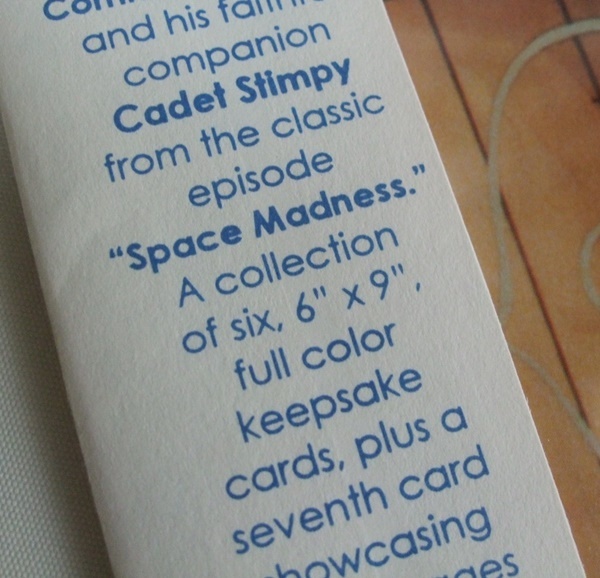 and his
companion
Cadet Stimpy
from the classic
episode
"Space Madness."
A collection
of six, 6" x 9",
full color
keepsake
cards, plus a
seventh card
showcasing